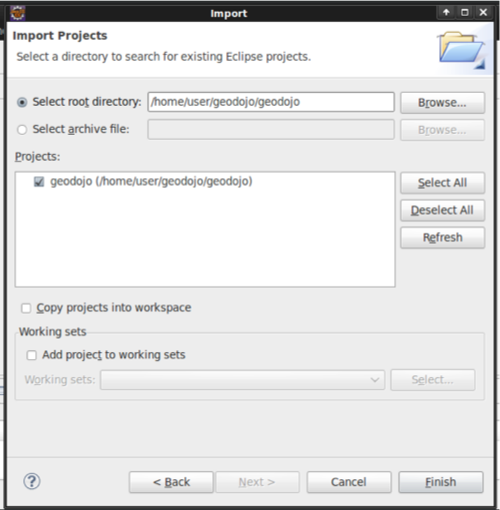 Import
Import Projects
Select a directory to search for existing Eclipse projects.
Select root directory: /home/user/geodojo/geodojo Browse...
Select archive file: Browse...
Projects:
geodojo (/home/user/geodojo/geodojo)
Select All
Deselect All
Refresh
Copy projects into workspace
Working sets
Add project to working sets
Working sets: Select...
? < Back Next > Cancel Finish